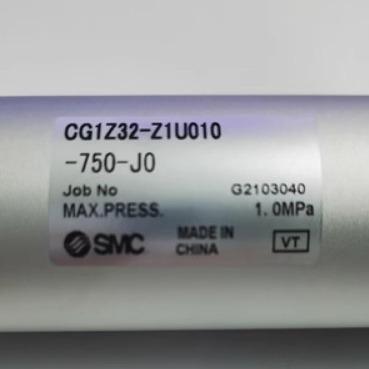 CG1Z32-Z1U010
-750-J0
Job No G2103040
MAX.PRESS. 1.0MPa
SMC MADE IN CHINA VT